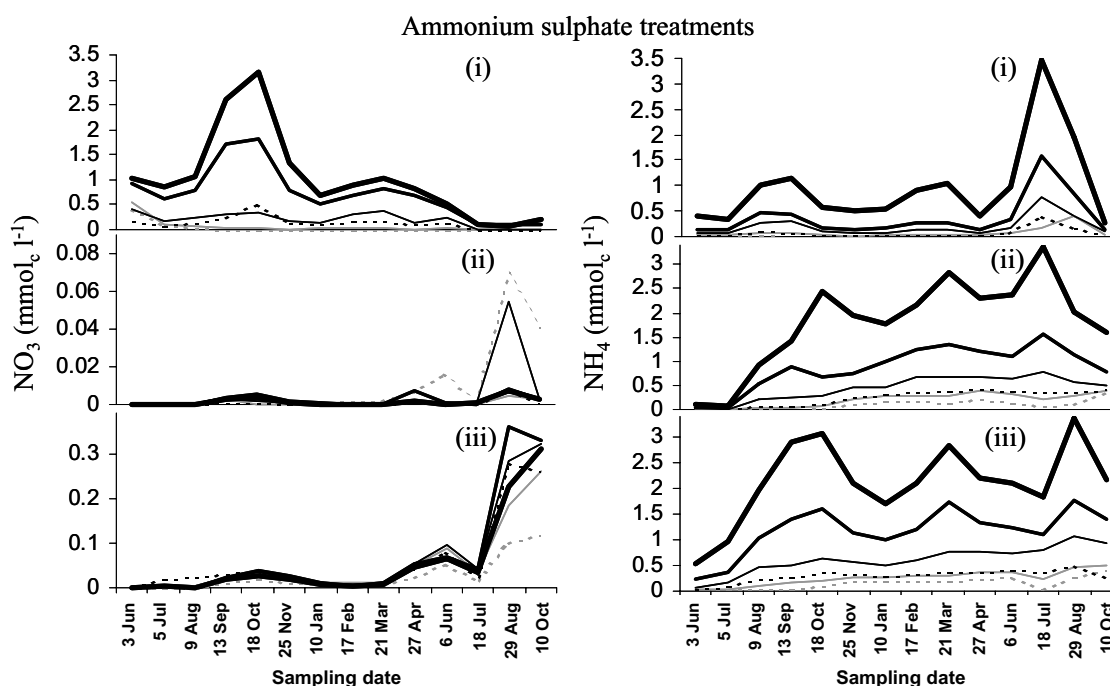 Ammonium sulphate treatments
NO3 (mmolc l-1)
(i)
3.5
3
2.5
2
1.5
1
0.5
0
(ii)
0.08
0.06
0.04
0.02
0
(iii)
0.3
0.2
0.1
0
3 Jun
5 Jul
9 Aug
13 Sep
18 Oct
25 Nov
10 Jan
17 Feb
21 Mar
27 Apr
6 Jun
18 Jul
29 Aug
10 Oct
Sampling date
NH4 (mmolc l-1)
(i)
3.5
3
2.5
2
1.5
1
0.5
0
(ii)
3
2.5
2
1.5
1
0.5
0
(iii)
3
2.5
2
1.5
1
0.5
0
3 Jun
5 Jul
9 Aug
13 Sep
18 Oct
25 Nov
10 Jan
17 Feb
21 Mar
27 Apr
6 Jun
18 Jul
29 Aug
10 Oct
Sampling date